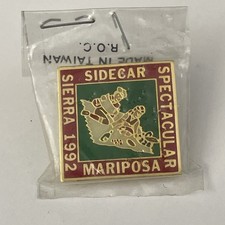 MADE IN TAIWAN
R.O.C.
SIDECAR
SPECTACULAR
SIERRA 1992
MARIPOSA